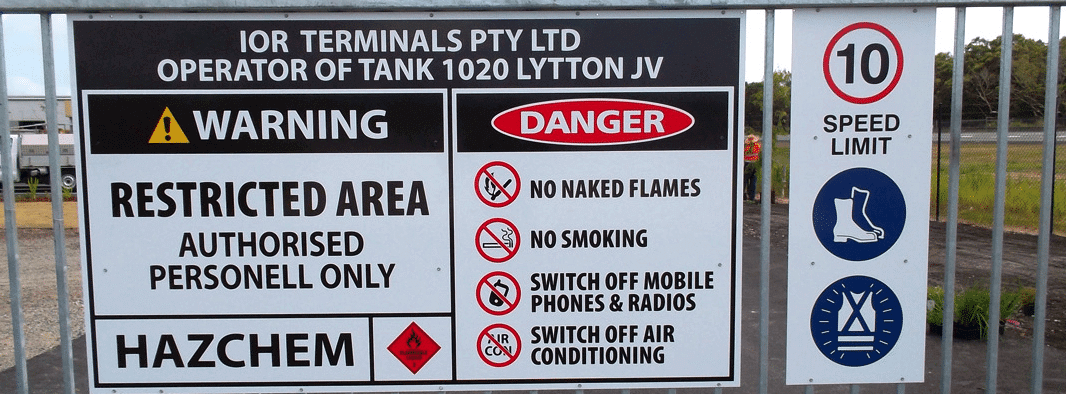 IOR TERMINALS PTY LTD
OPERATOR OF TANK 1020 LYTTON JV
WARNING
RESTRICTED AREA
AUTHORISED
PERSONELL ONLY
HAZCHEM
DANGER
NO NAKED FLAMES
NO SMOKING
SWITCH OFF MOBILE
PHONES & RADIOS
AIR
CON
SWITCH OFF AIR
CONDITIONING
10
SPEED
LIMIT